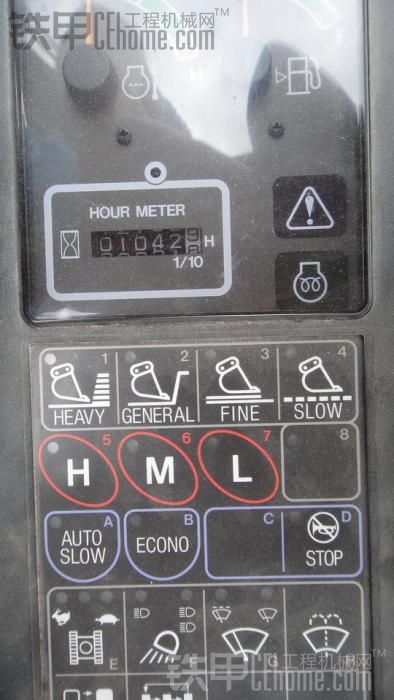 铁甲 工程机械网
CEhome.com
H F
HOUR METER
01042 H
1/10
1 2 3 4
HEAVY GENERAL FINE SLOW
5 6 7 8
H M L
A B C D
AUTO SLOW ECONO STOP
E F G
铁甲 工程机械网
CEhome.com